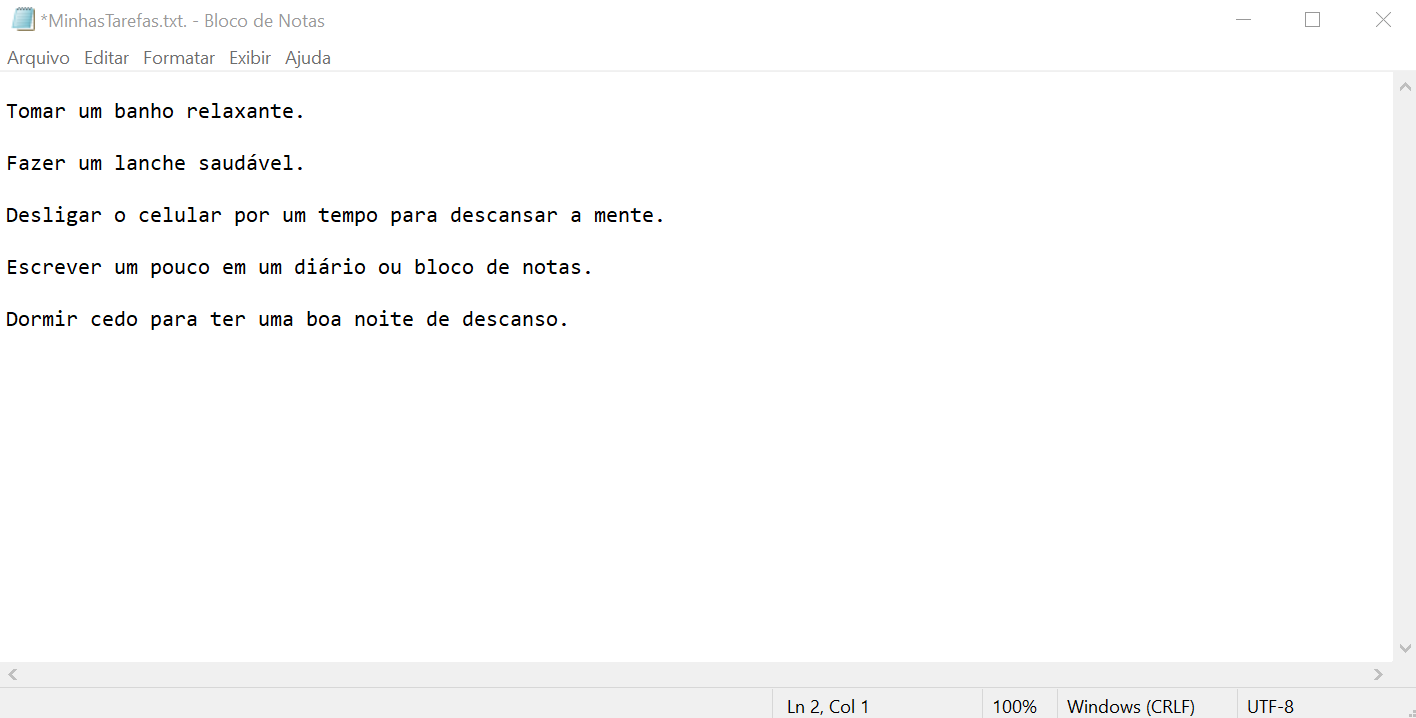 *MinhasTarefas.txt. - Bloco de Notas
Arquivo Editar Formatar Exibir Ajuda
Tomar um banho relaxante.
Fazer um lanche saudável.
Desligar o celular por um tempo para descansar a mente.
Escrever um pouco em um diário ou bloco de notas.
Dormir cedo para ter uma boa noite de descanso.
Ln 2, Col 1 100% Windows (CRLF) UTF-8